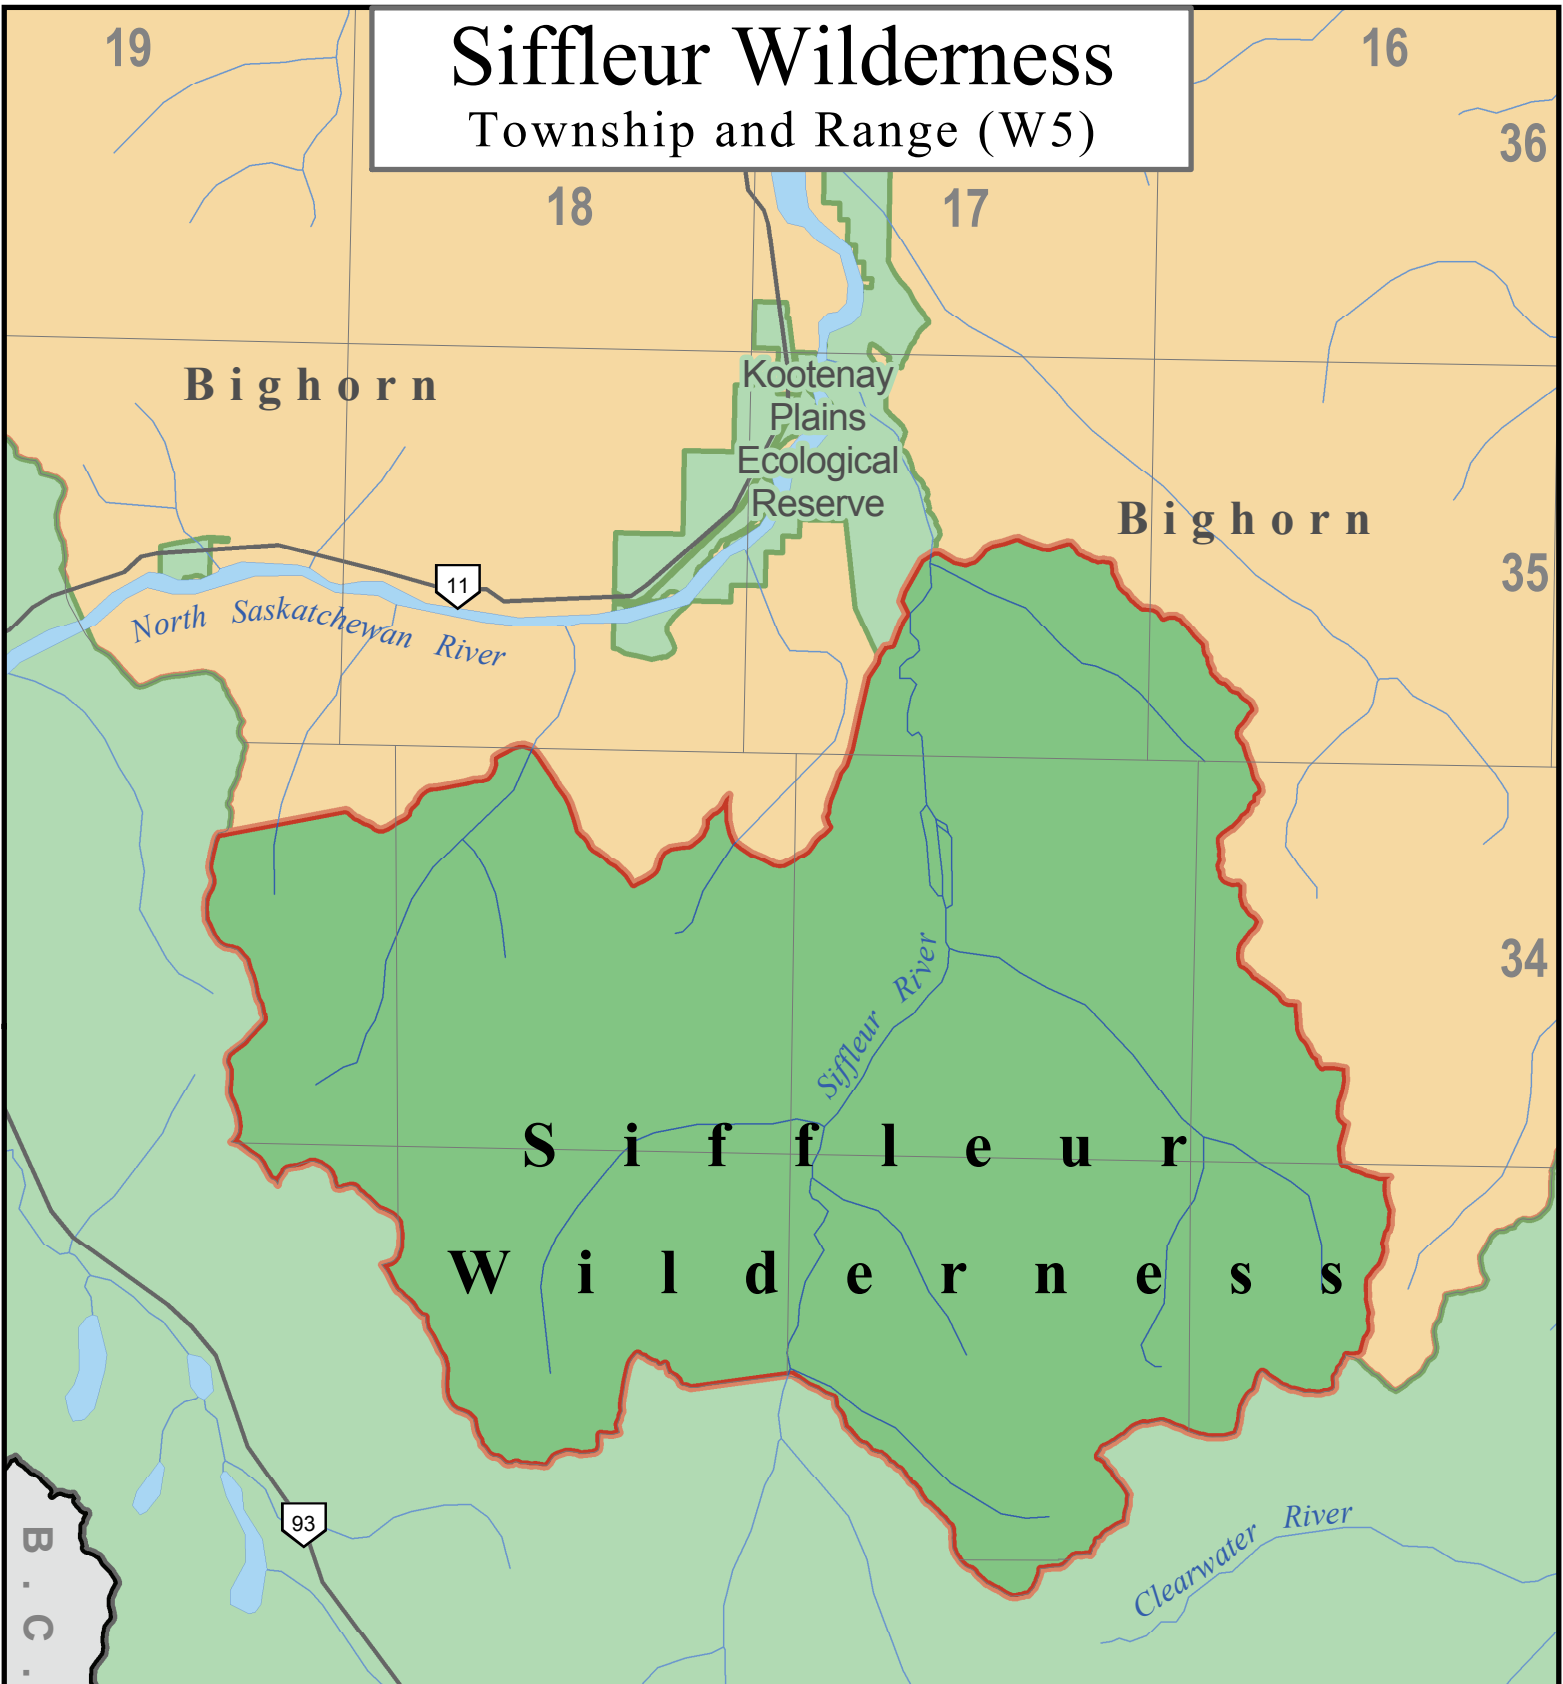 Siffleur Wilderness
Township and Range (W5)
19
16
36
18
17
Bighorn
Kootenay
Plains
Ecological
Reserve
Bighorn
35
11
North Saskatchewan River
34
Siffleur River
Siffleur
Wilderness
93
Clearwater River
B.C.